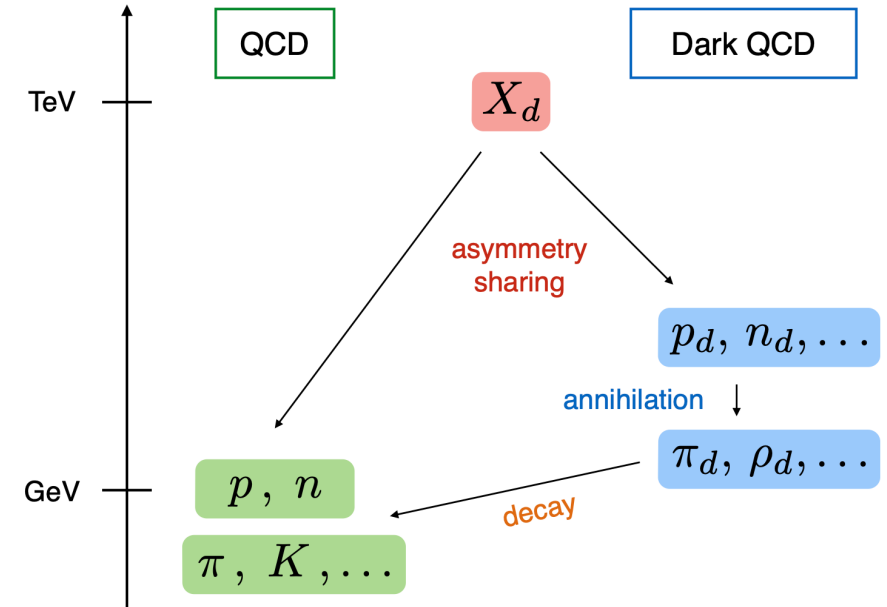 QCD
Dark QCD
TeV
X_d
asymmetry
sharing
p_d, n_d, ...
annihilation
π_d, ρ_d, ...
GeV
p , n
decay
π , K , ...